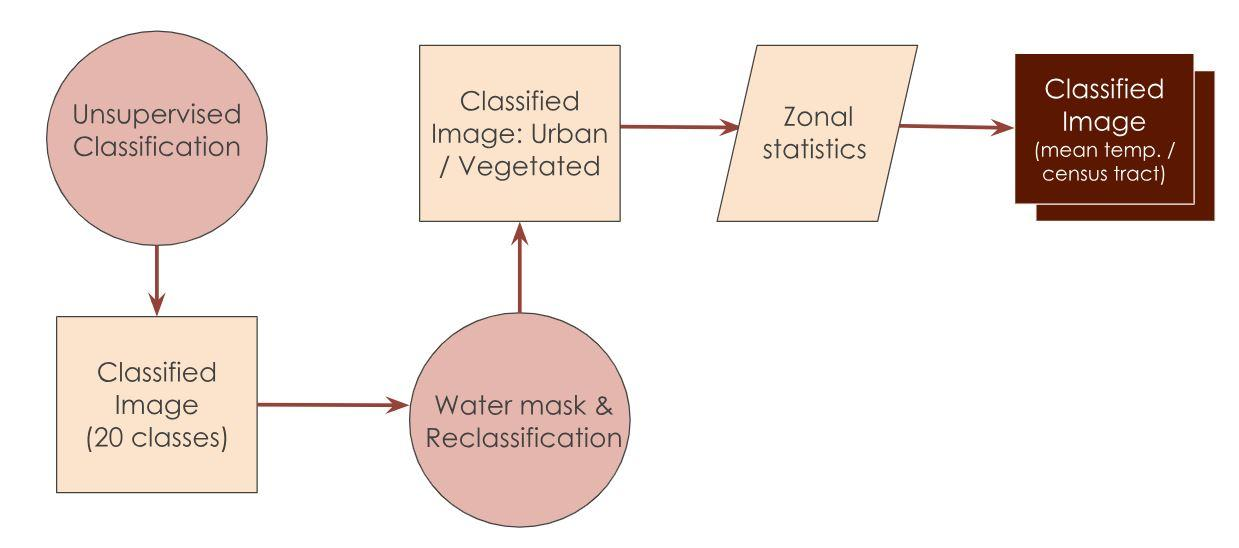 Unsupervised
Classification
Classified
Image
(20 classes)
Water mask &
Reclassification
Classified
Image: Urban
/ Vegetated
Zonal
statistics
Classified
Image
(mean temp. /
census tract)